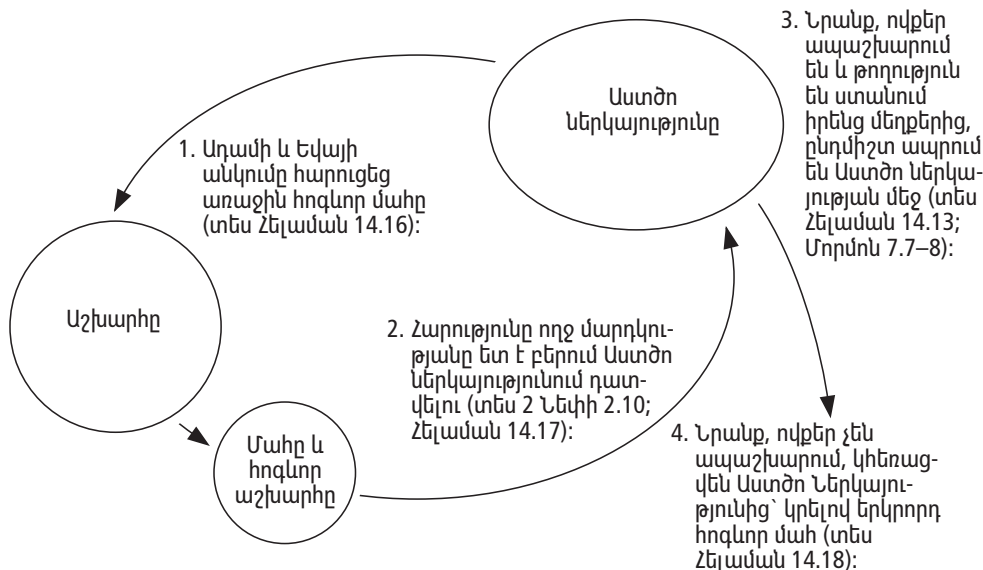 Աստծո
ներկայությունը
1. Ադամի և Եվայի
անկումը հարուցեց
առաջին հոգևոր մահը
(տես Հելաման 14.16):
Աշխարհը
Մահը և
հոգևոր
աշխարհը
2. Հարությունը ողջ մարդկու-
թյանը ետ է բերում Աստծո
ներկայությունում դատ-
վելու (տես 2 Նեփի 2.10;
Հելաման 14.17):
3. Նրանք, ովքեր
ապաշխարում
են և թողություն
են ստանում
իրենց մեղքերից,
ընդմիշտ ապրում
են Աստծո ներկա-
յության մեջ (տես
Հելաման 14.13;
Մորմոն 7.7–8):
4. Նրանք, ովքեր չեն
ապաշխարում, կհեռաց-
վեն Աստծո Ներկայու-
թյունից՝ կրելով երկրորդ
հոգևոր մահ (տես
Հելաման 14.18):